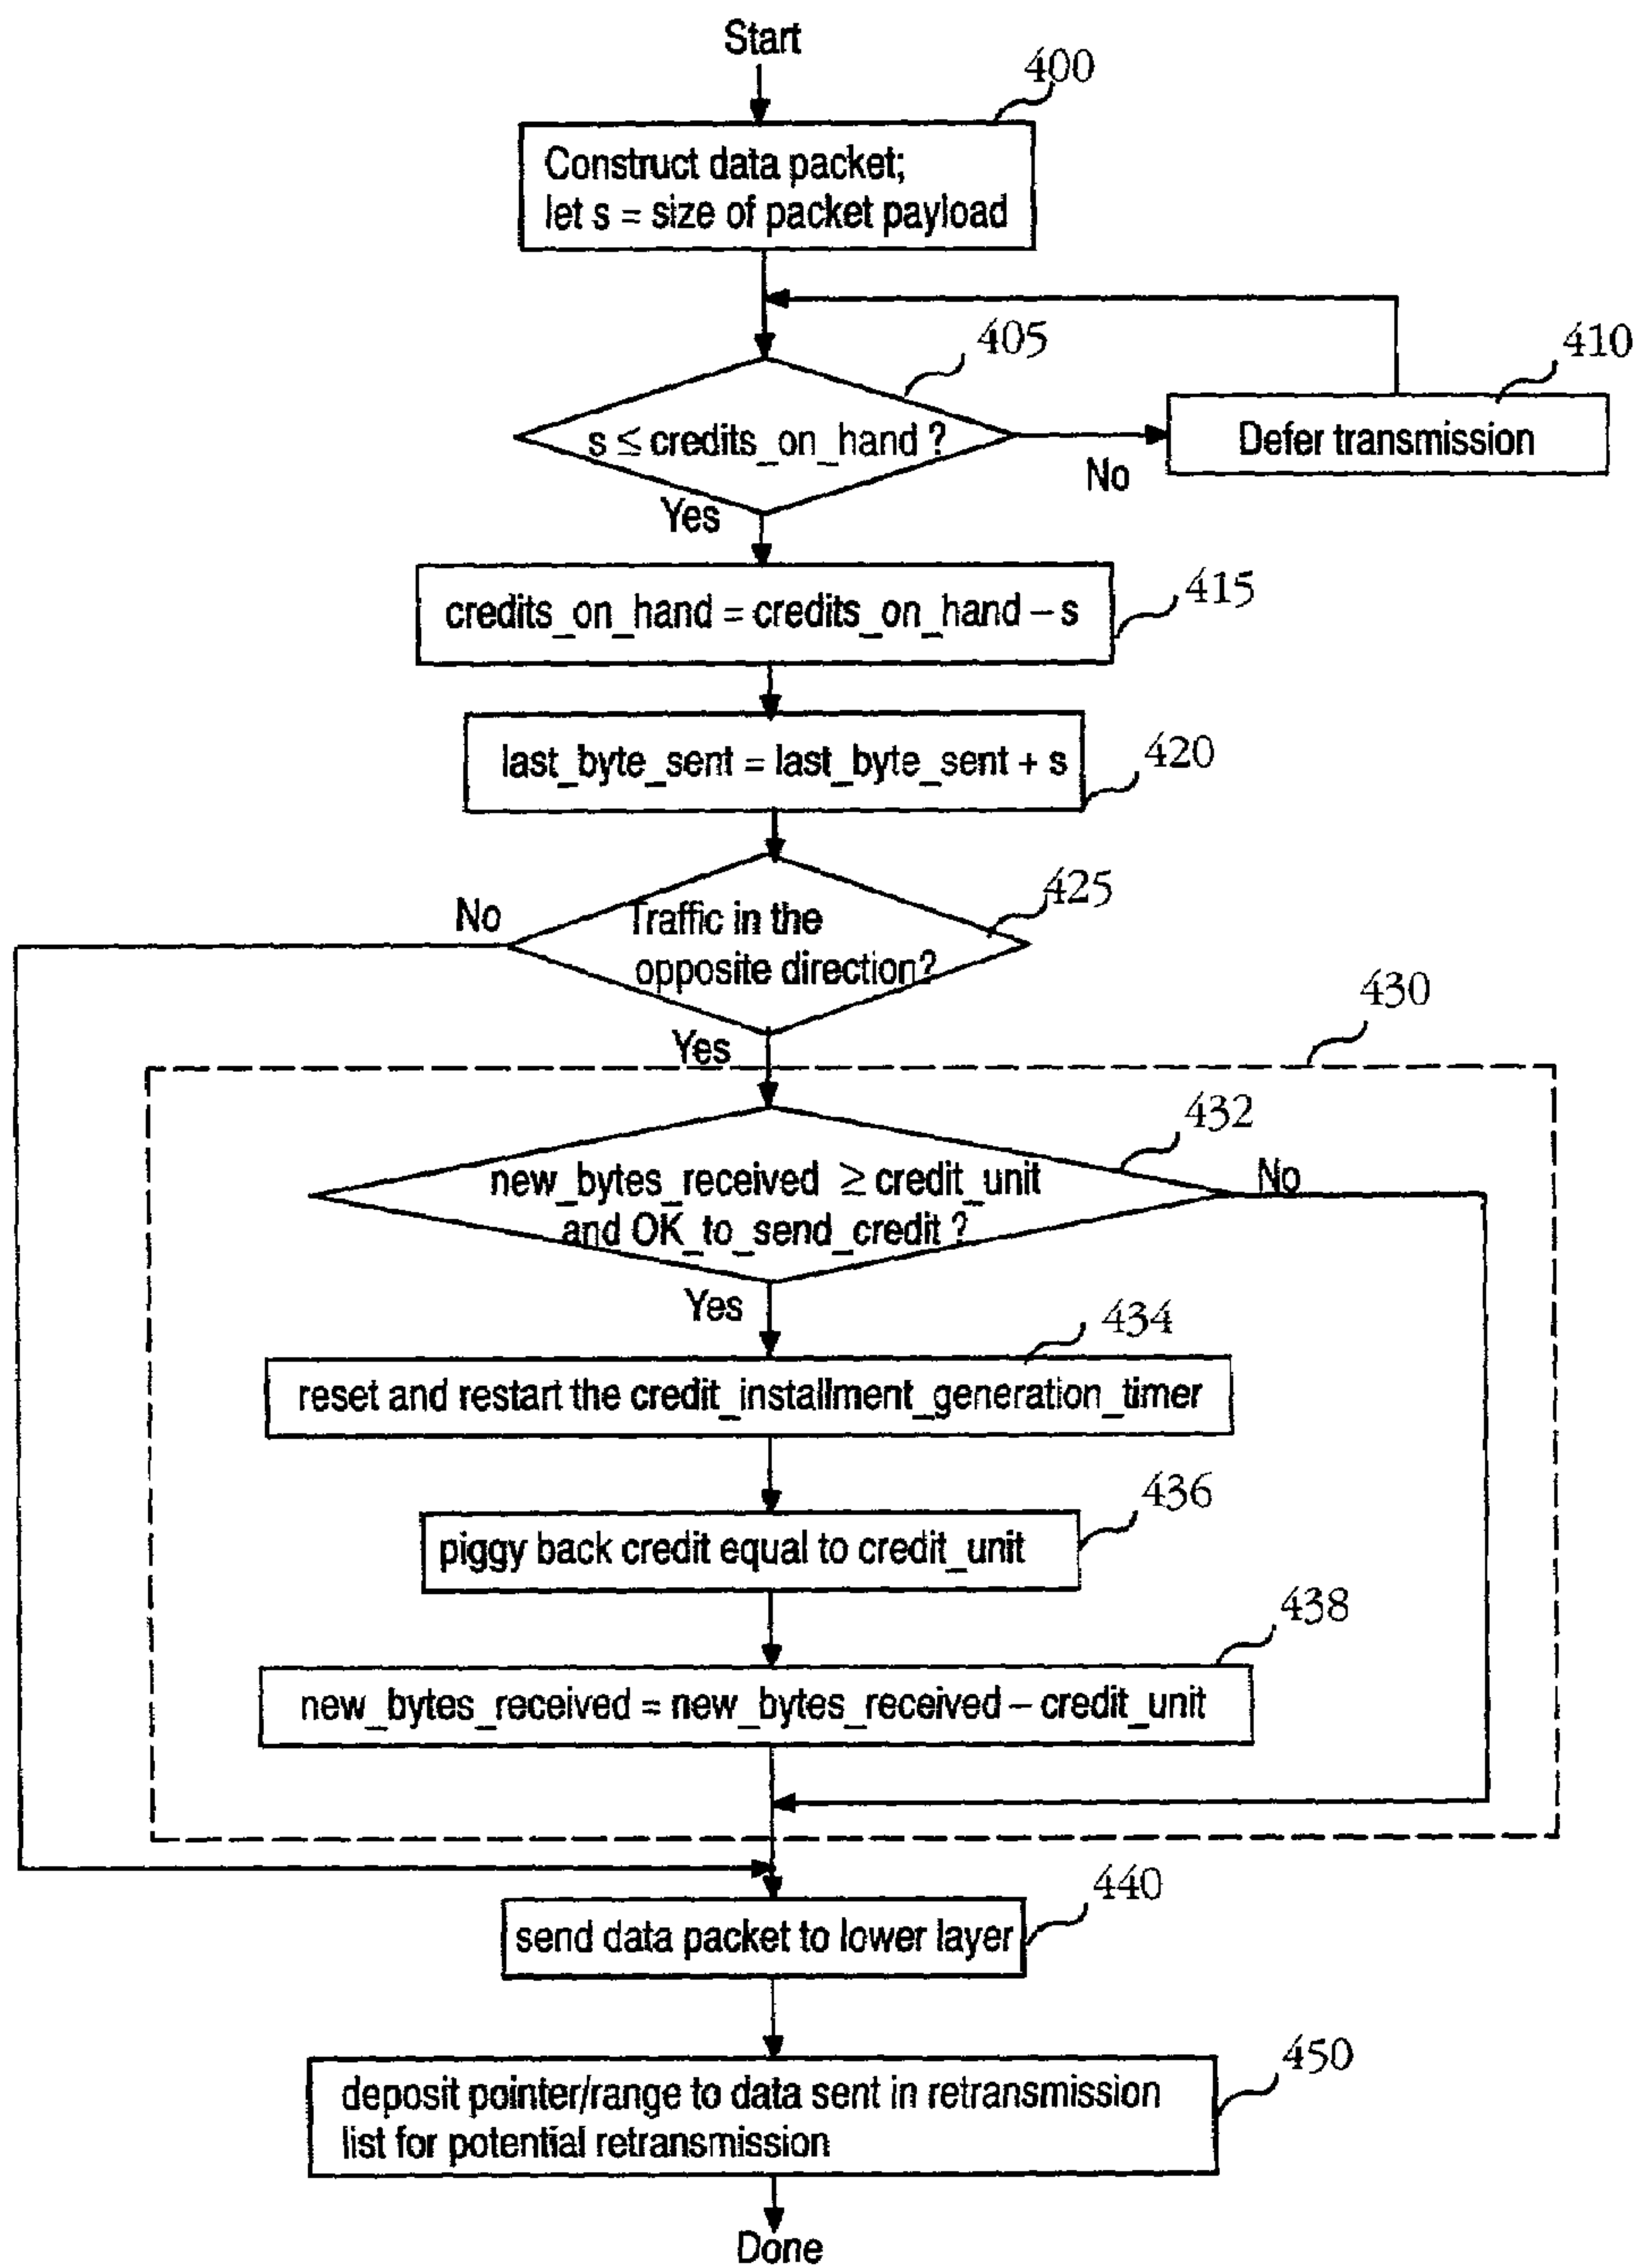 Start
400
Construct data packet;
let s = size of packet payload
405
410
s ≤ credits_on_hand ?
Defer transmission
No
Yes
415
credits_on_hand = credits_on_hand – s
420
last_byte_sent = last_byte_sent + s
425
No
Traffic in the
opposite direction?
430
Yes
432
new_bytes_received ≥ credit_unit
and OK_to_send_credit ?
No
Yes
434
reset and restart the credit_installment_generation_timer
436
piggy back credit equal to credit_unit
438
new_bytes_received = new_bytes_received – credit_unit
440
send data packet to lower layer
450
deposit pointer/range to data sent in retransmission
list for potential retransmission
Done